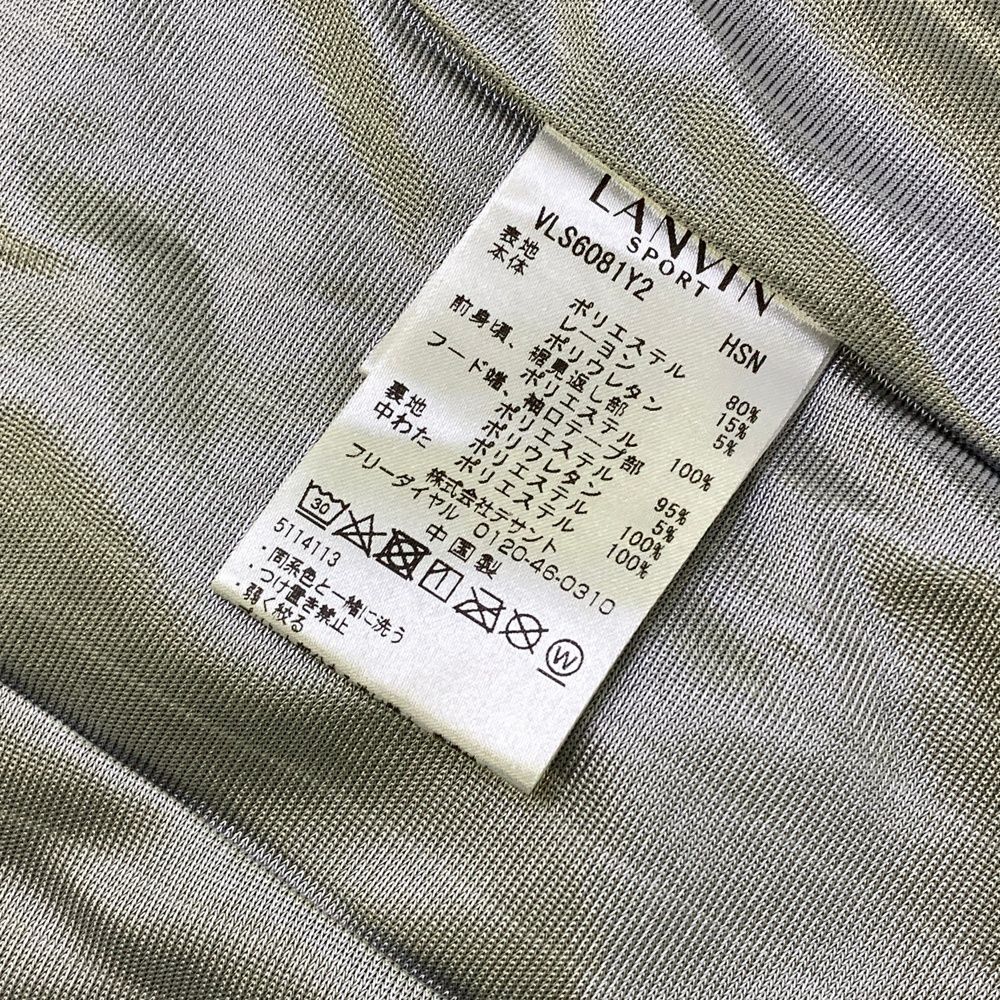 LANVIN
SPORT
VLS6081Y2 HSN
表地
本体 ポリエステル 80%
レーヨン 15%
ポリウレタン 5%
前身頃、裾見返し部
ポリエステル 100%
フード端、袖口テープ部
ポリエステル 95%
ポリウレタン 5%
裏地 ポリエステル 100%
中わた ポリエステル 100%
株式会社デサント
フリーダイヤル 0120-46-0310
中国製
30 W
5114113
・同系色と一緒に洗う
・つけ置き禁止
・弱く絞る